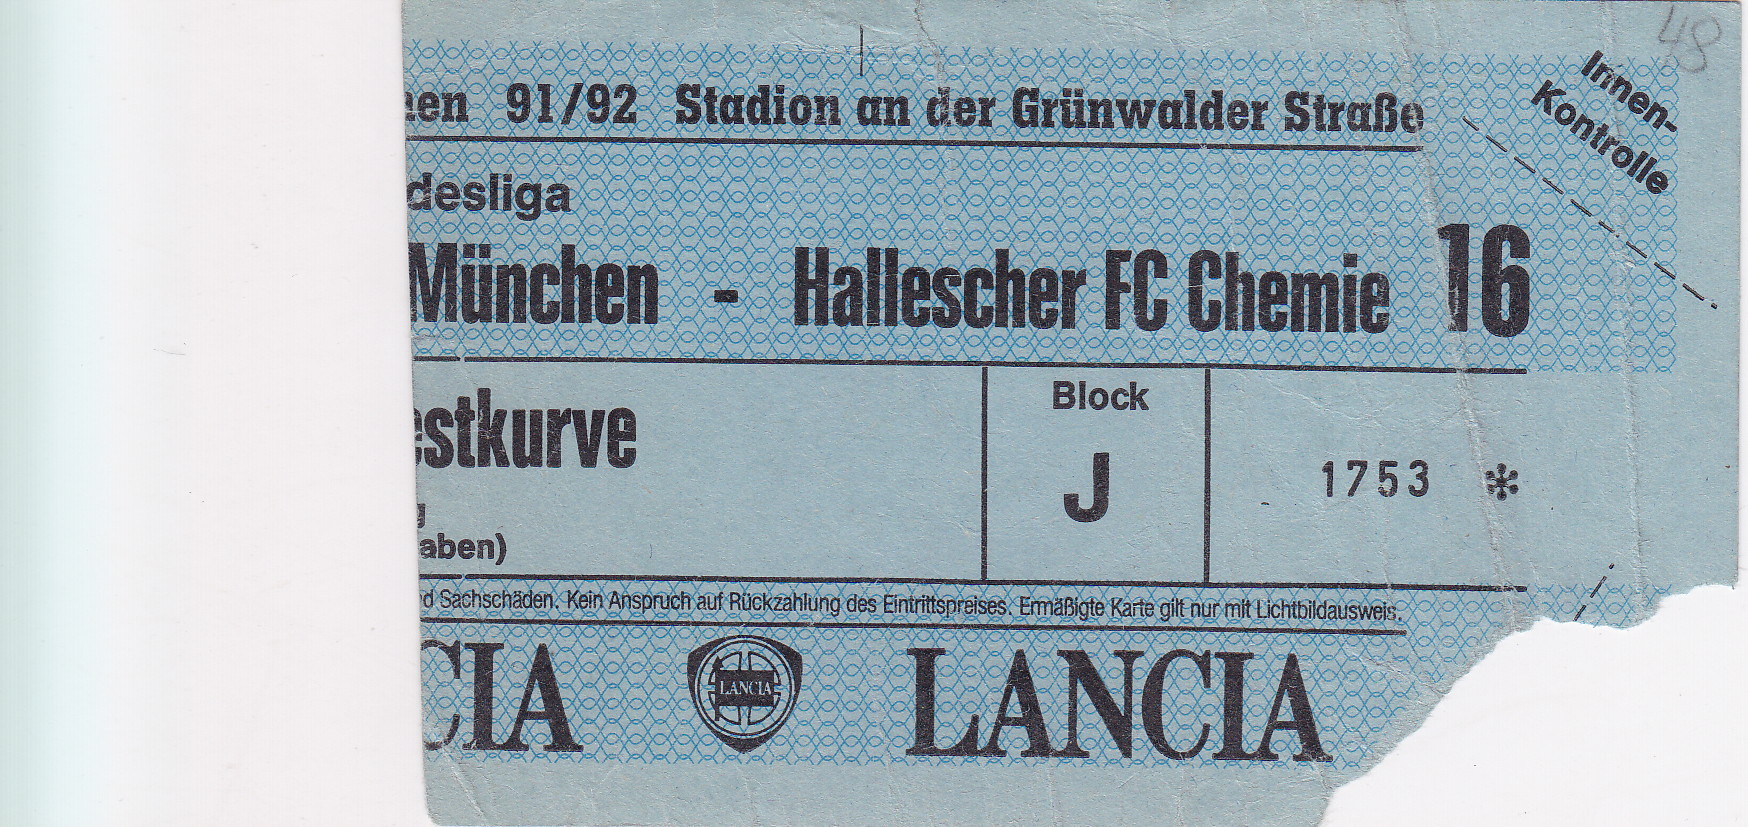 48
Innen-
Kontrolle
en 91/92 Stadion an der Grünwalder Straße
desliga
München - Hallescher FC Chemie 16
estkurve
Block
J
1753 *
g
aben)
d Sachschäden. Kein Anspruch auf Rückzahlung des Eintrittspreises. Ermäßigte Karte gilt nur mit Lichtbildausweis.
CIA LANCIA LANCIA